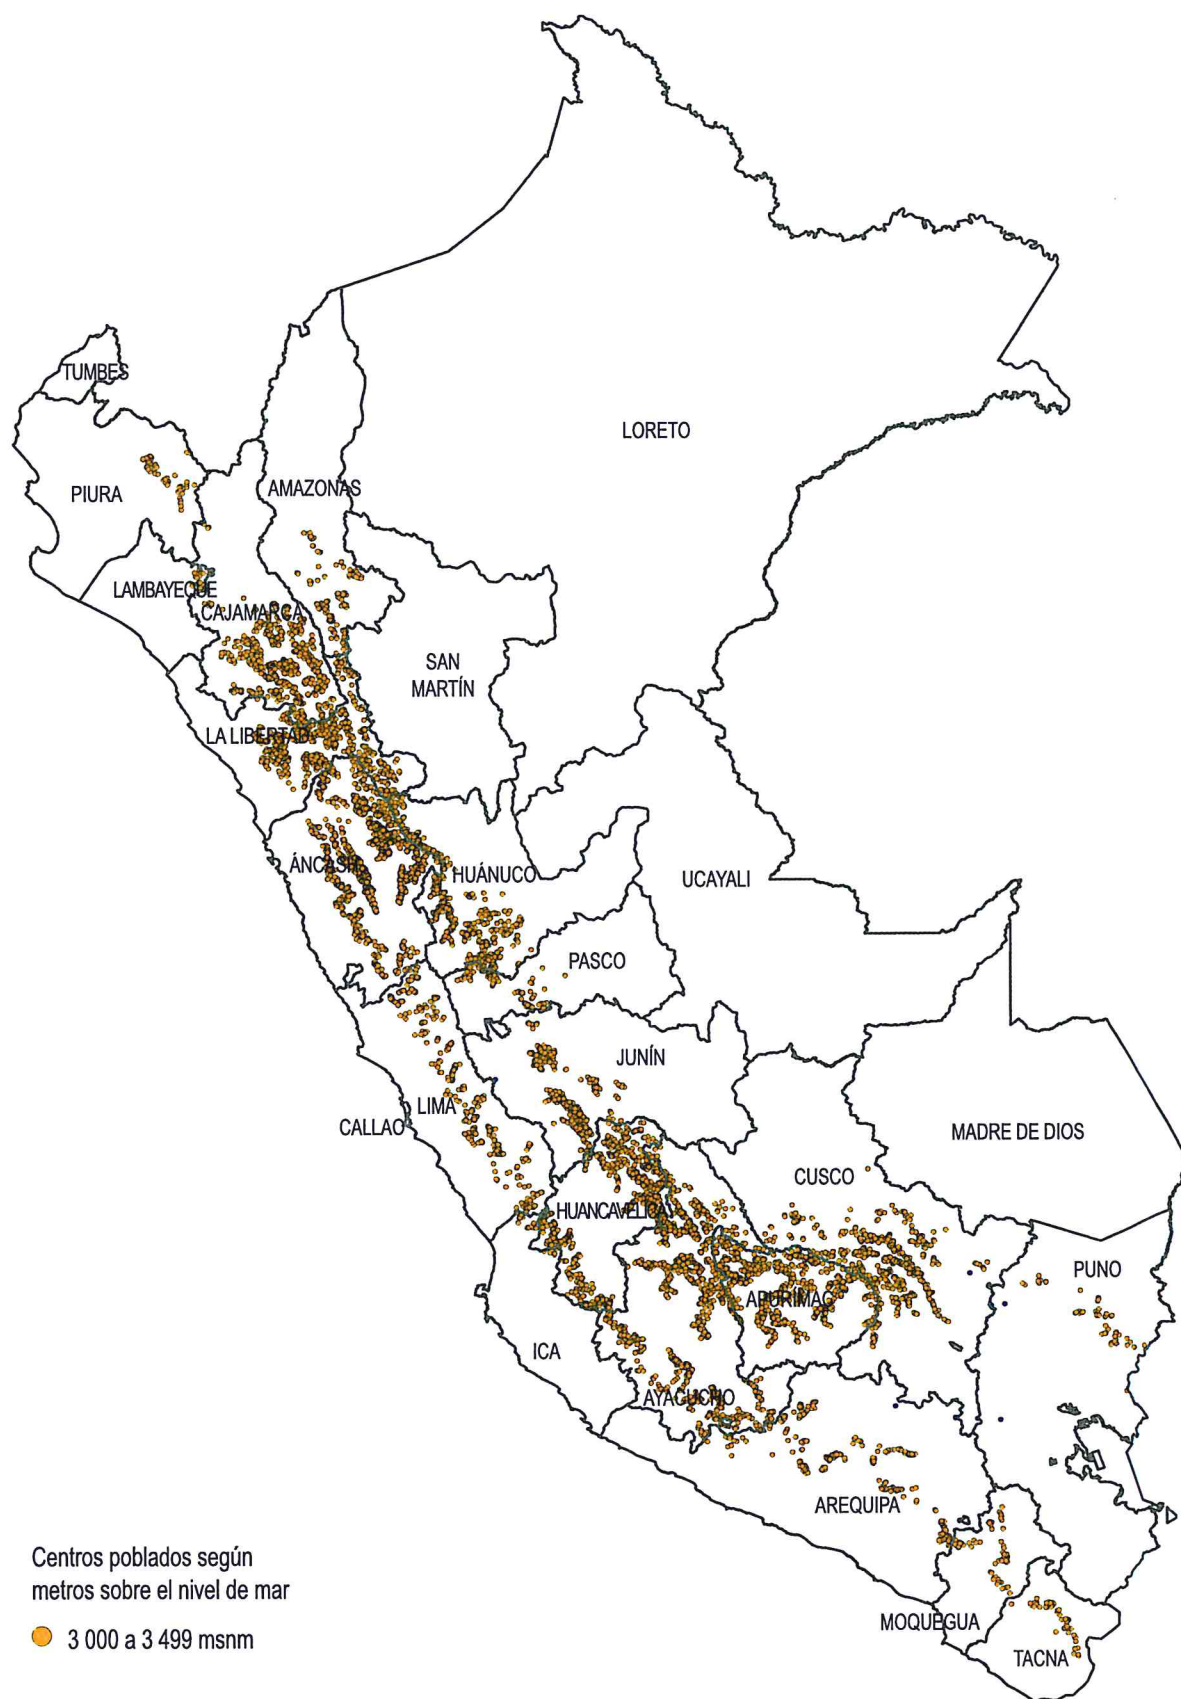 TUMBES
LORETO
PIURA
AMAZONAS
LAMBAYEQUE
CAJAMARCA
SAN
MARTÍN
LA LIBERTAD
ÁNCASH
HUÁNUCO
UCAYALI
PASCO
JUNÍN
LIMA
CALLAO
MADRE DE DIOS
CUSCO
HUANCAVELICA
PUNO
APURÍMAC
ICA
AYACUCHO
AREQUIPA
MOQUEGUA
TACNA
Centros poblados según
metros sobre el nivel de mar
3 000 a 3 499 msnm